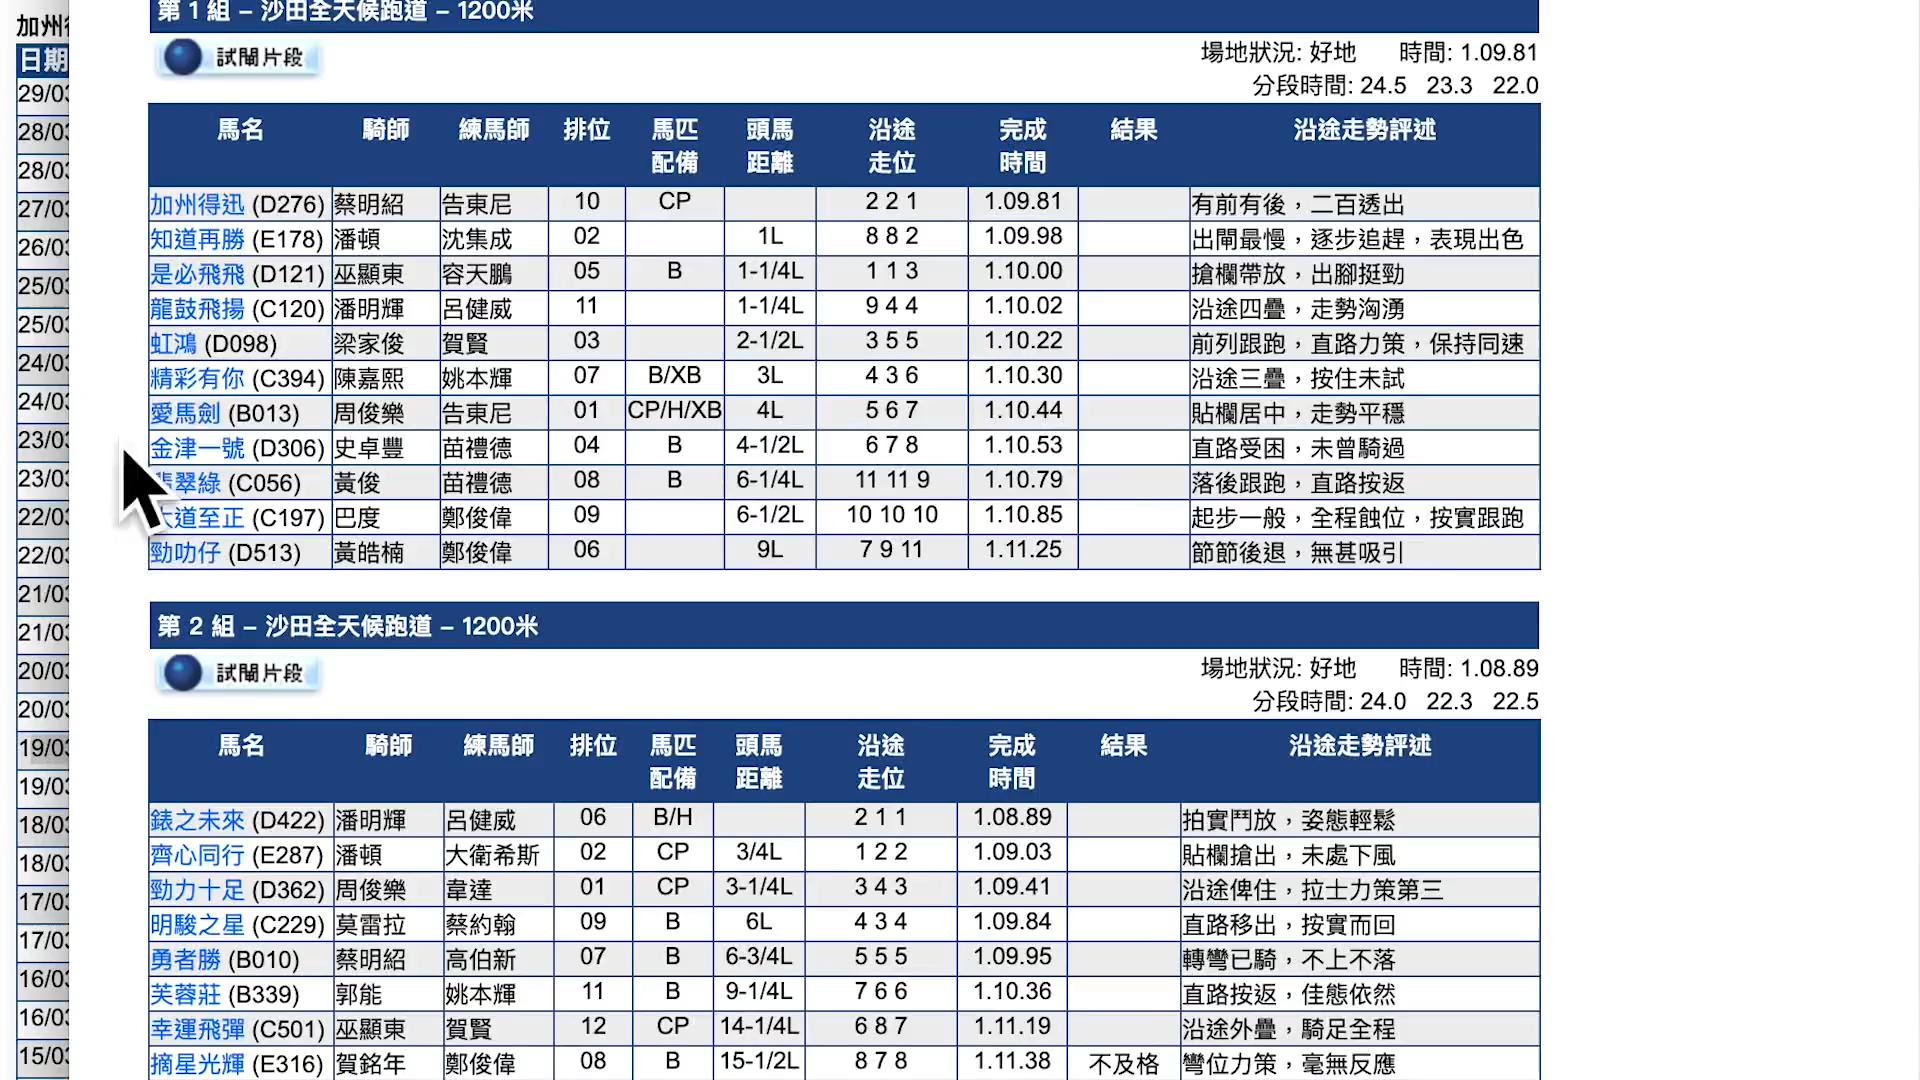 加州
日期
29/03
28/03
28/03
27/03
26/03
25/03
25/03
24/03
24/03
23/03
23/03
22/03
22/03
21/03
21/03
20/03
20/03
19/03
19/03
18/03
18/03
17/03
17/03
16/03
16/03
15/03
第 1 組 – 沙田全天候跑道 – 1200米
試閘片段
場地狀況: 好地 時間: 1.09.81
分段時間: 24.5 23.3 22.0
馬名 騎師 練馬師 排位 馬匹配備 頭馬距離 沿途走位 完成時間 結果 沿途走勢評述
加州得迅 (D276) 蔡明紹 告東尼 10 CP 2 2 1 1.09.81 有前有後，二百透出
知道再勝 (E178) 潘頓 沈集成 02 1L 8 8 2 1.09.98 出閘最慢，逐步追趕，表現出色
是必飛飛 (D121) 巫顯東 容天鵬 05 B 1-1/4L 1 1 3 1.10.00 搶欄帶放，出腳挺勁
龍鼓飛揚 (C120) 潘明輝 呂健威 11 1-1/4L 9 4 4 1.10.02 沿途四疊，走勢洶湧
虹鴻 (D098) 梁家俊 賀賢 03 2-1/2L 3 5 5 1.10.22 前列跟跑，直路力策，保持同速
精彩有你 (C394) 陳嘉熙 姚本輝 07 B/XB 3L 4 3 6 1.10.30 沿途三疊，按住未試
愛馬劍 (B013) 周俊樂 告東尼 01 CP/H/XB 4L 5 6 7 1.10.44 貼欄居中，走勢平穩
金津一號 (D306) 史卓豐 苗禮德 04 B 4-1/2L 6 7 8 1.10.53 直路受困，未曾騎過
翠綠 (C056) 黃俊 苗禮德 08 B 6-1/4L 11 11 9 1.10.79 落後跟跑，直路按返
道至正 (C197) 巴度 鄭俊偉 09 6-1/2L 10 10 10 1.10.85 起步一般，全程蝕位，按實跟跑
勁叻仔 (D513) 黃皓楠 鄭俊偉 06 9L 7 9 11 1.11.25 節節後退，無甚吸引
第 2 組 – 沙田全天候跑道 – 1200米
試閘片段
場地狀況: 好地 時間: 1.08.89
分段時間: 24.0 22.3 22.5
馬名 騎師 練馬師 排位 馬匹配備 頭馬距離 沿途走位 完成時間 結果 沿途走勢評述
錶之未來 (D422) 潘明輝 呂健威 06 B/H 2 1 1 1.08.89 拍實鬥放，姿態輕鬆
齊心同行 (E287) 潘頓 大衛希斯 02 CP 3/4L 1 2 2 1.09.03 貼欄搶出，未處下風
勁力十足 (D362) 周俊樂 韋達 01 CP 3-1/4L 3 4 3 1.09.41 沿途俾住，拉士力策第三
明駿之星 (C229) 莫雷拉 蔡約翰 09 B 6L 4 3 4 1.09.84 直路移出，按實而回
勇者勝 (B010) 蔡明紹 高伯新 07 B 6-3/4L 5 5 5 1.09.95 轉彎已騎，不上不落
芙蓉莊 (B339) 郭能 姚本輝 11 B 9-1/4L 7 6 6 1.10.36 直路按返，佳態依然
幸運飛彈 (C501) 巫顯東 賀賢 12 CP 14-1/4L 6 8 7 1.11.19 沿途外疊，騎足全程
摘星光輝 (E316) 賀銘年 鄭俊偉 08 B 15-1/2L 8 7 8 1.11.38 不及格 彎位力策，毫無反應